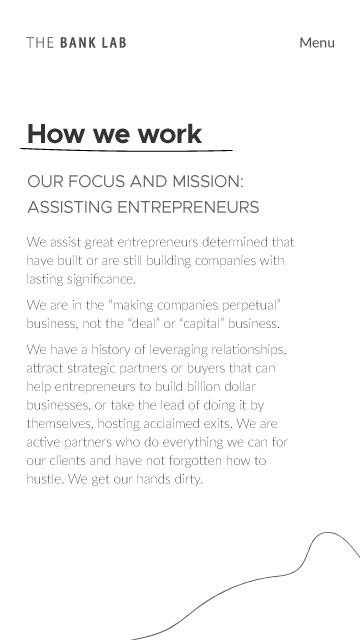 THE BANK LAB
Menu
How we work
OUR FOCUS AND MISSION:
ASSISTING ENTREPRENEURS
We assist great entrepreneurs determined that
have built or are still building companies with
lasting significance.
We are in the “making companies perpetual”
business, not the “deal” or “capital” business.
We have a history of leveraging relationships,
attract strategic partners or buyers that can
help entrepreneurs to build billion dollar
businesses, or take the lead of doing it by
themselves, hosting acclaimed exits. We are
active partners who do everything we can for
our clients and have not forgotten how to
hustle. We get our hands dirty.